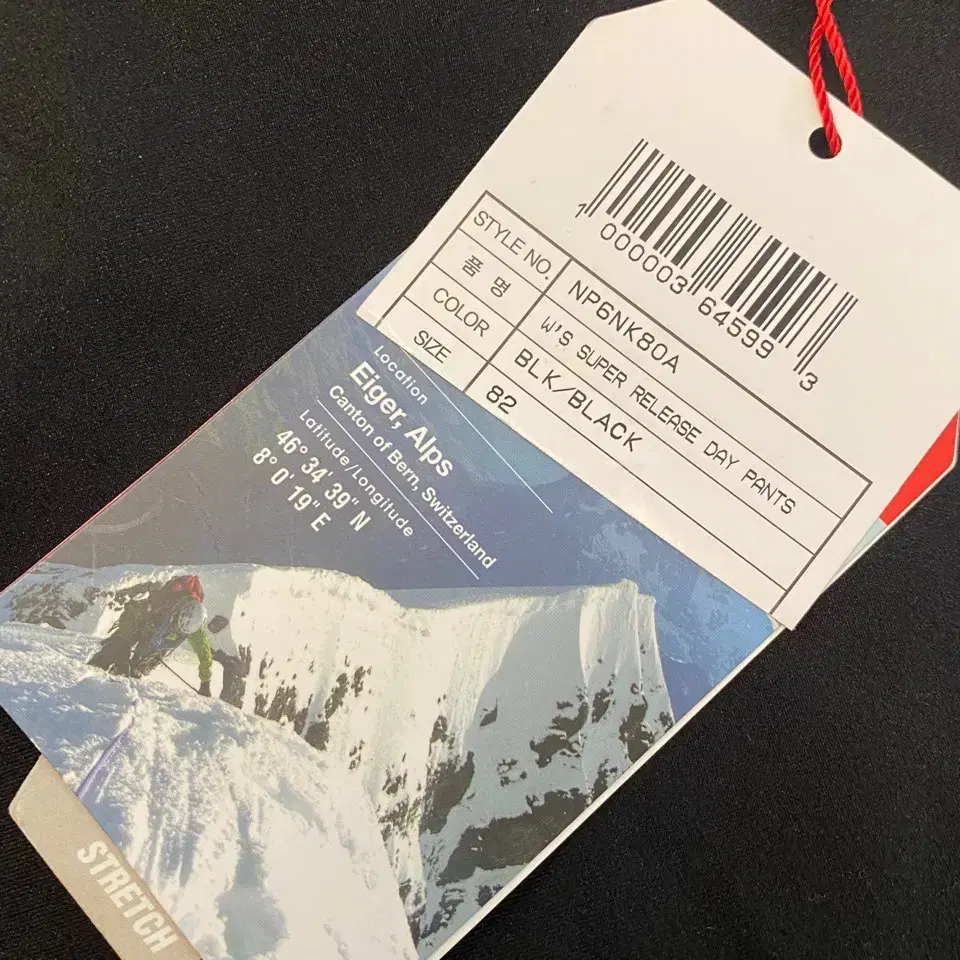 1 000003 64599 3
STYLE NO. NP6NK80A
품 명 W'S SUPER RELEASE DAY PANTS
COLOR BLK/BLACK
SIZE 82
Location
Eiger, Alps
Canton of Bern, Switzerland
Latitude/Longitude
46° 34' 39" N
8° 0' 19" E
STRETCH